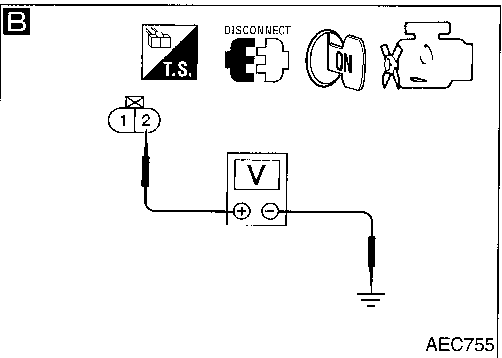 B
DISCONNECT
T.S.
ON
1 2
V
+ −
AEC755